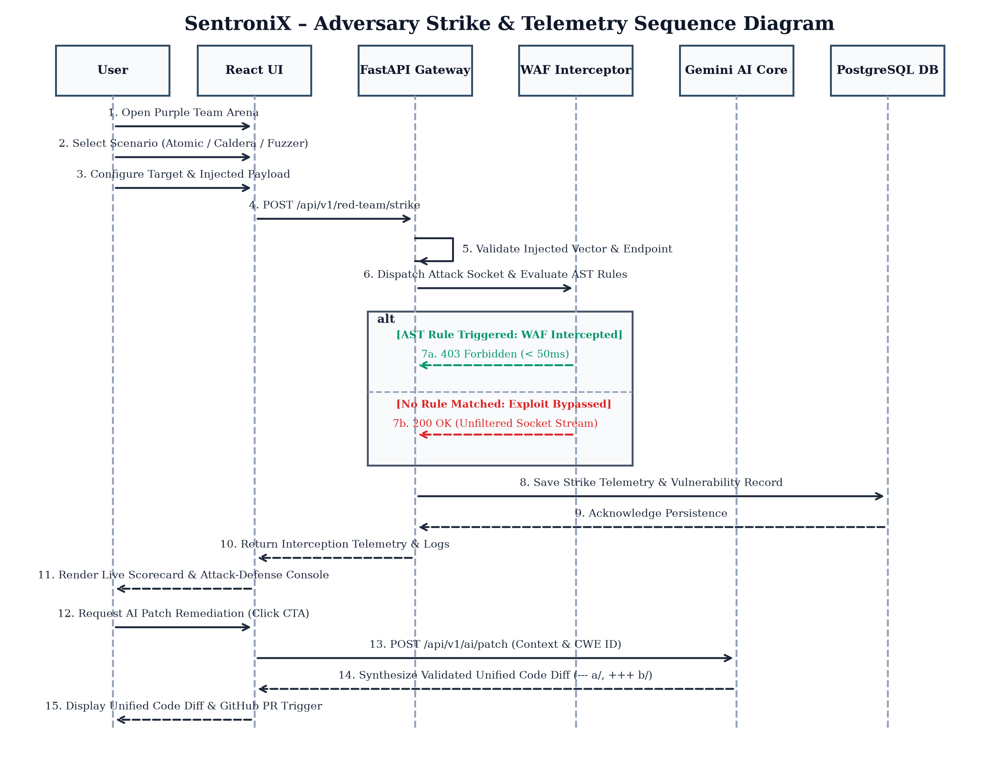 SentroniX – Adversary Strike & Telemetry Sequence Diagram
User
React UI
FastAPI Gateway
WAF Interceptor
Gemini AI Core
PostgreSQL DB
1. Open Purple Team Arena
2. Select Scenario (Atomic / Caldera / Fuzzer)
3. Configure Target & Injected Payload
4. POST /api/v1/red-team/strike
5. Validate Injected Vector & Endpoint
6. Dispatch Attack Socket & Evaluate AST Rules
alt
[AST Rule Triggered: WAF Intercepted]
7a. 403 Forbidden (< 50ms)
[No Rule Matched: Exploit Bypassed]
7b. 200 OK (Unfiltered Socket Stream)
8. Save Strike Telemetry & Vulnerability Record
9. Acknowledge Persistence
10. Return Interception Telemetry & Logs
11. Render Live Scorecard & Attack-Defense Console
12. Request AI Patch Remediation (Click CTA)
13. POST /api/v1/ai/patch (Context & CWE ID)
14. Synthesize Validated Unified Code Diff (--- a/, +++ b/)
15. Display Unified Code Diff & GitHub PR Trigger